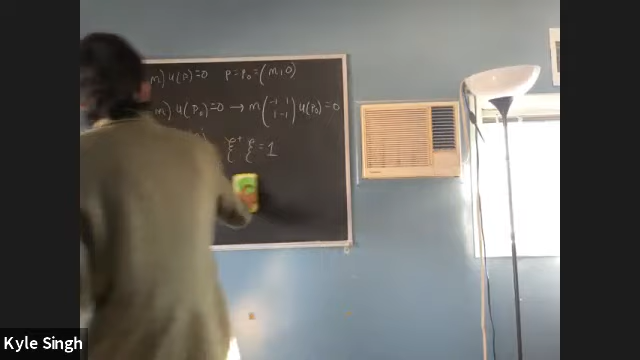 m) u(p) = 0 p = p₀ = (m, 0)
m) u(p₀) = 0 → m (-1 1 1 -1) u(p₀) = 0
ξ† ξ = 1
Kyle Singh